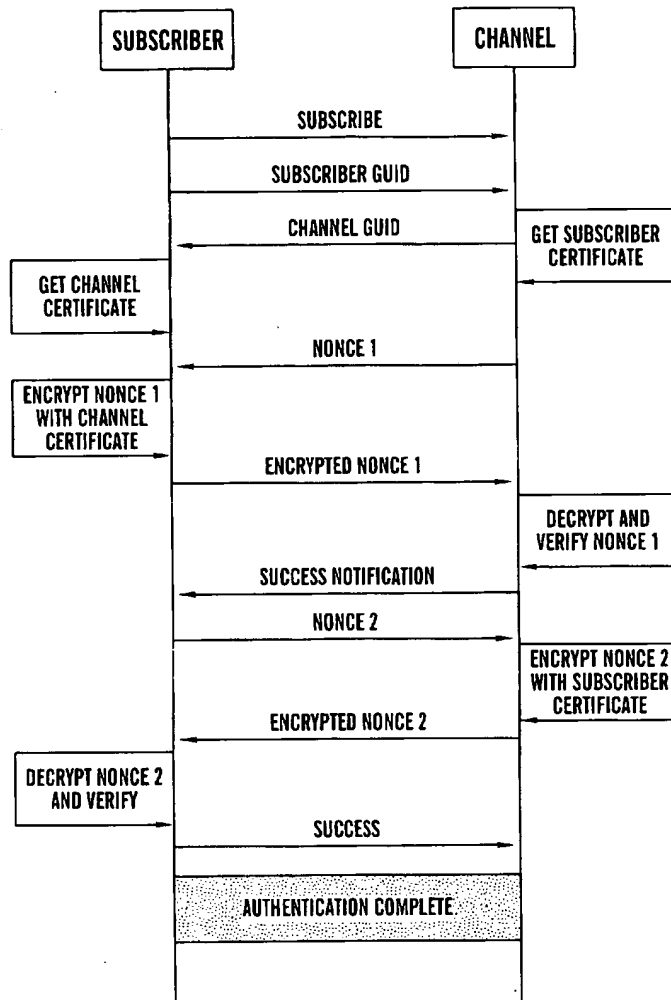 SUBSCRIBER
CHANNEL
SUBSCRIBE
SUBSCRIBER GUID
CHANNEL GUID
GET SUBSCRIBER
CERTIFICATE
GET CHANNEL
CERTIFICATE
NONCE 1
ENCRYPT NONCE 1
WITH CHANNEL
CERTIFICATE
ENCRYPTED NONCE 1
DECRYPT AND
VERIFY NONCE 1
SUCCESS NOTIFICATION
NONCE 2
ENCRYPT NONCE 2
WITH SUBSCRIBER
CERTIFICATE
ENCRYPTED NONCE 2
DECRYPT NONCE 2
AND VERIFY
SUCCESS
AUTHENTICATION COMPLETE